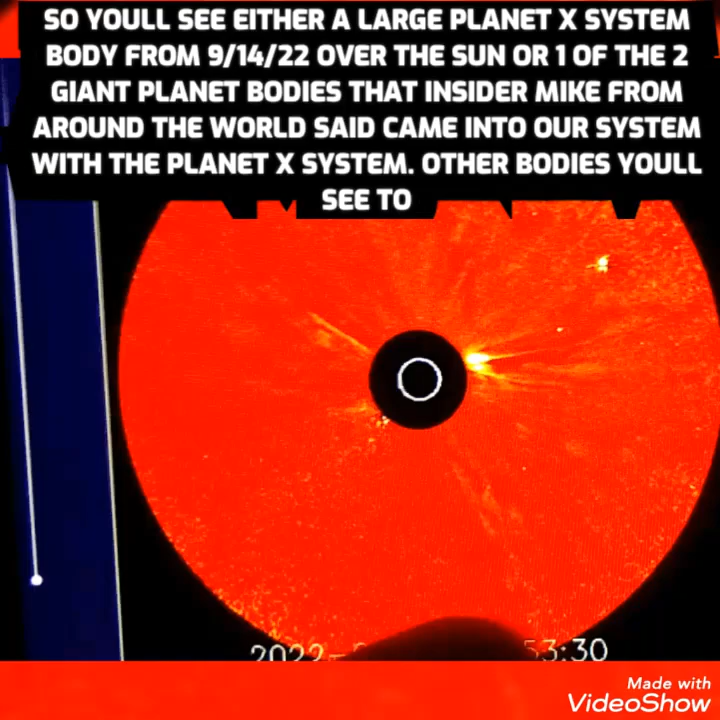 SO YOULL SEE EITHER A LARGE PLANET X SYSTEM
BODY FROM 9/14/22 OVER THE SUN OR 1 OF THE 2
GIANT PLANET BODIES THAT INSIDER MIKE FROM
AROUND THE WORLD SAID CAME INTO OUR SYSTEM
WITH THE PLANET X SYSTEM. OTHER BODIES YOULL
SEE TO
2022- 53:30
Made with
VideoShow